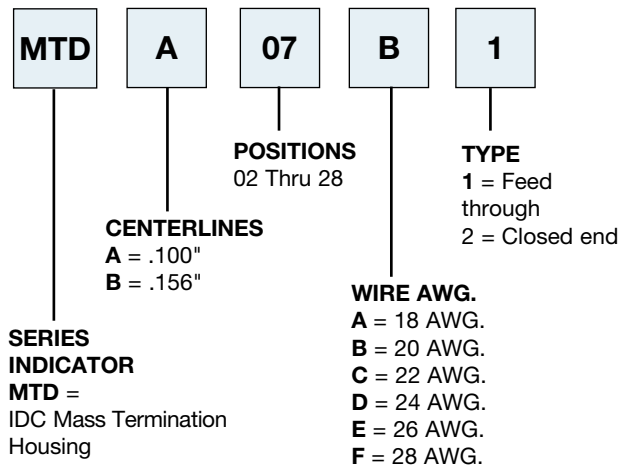 MTD A 07 B 1
POSITIONS
02 Thru 28
TYPE
1 = Feed
through
2 = Closed end
CENTERLINES
A = .100"
B = .156"
WIRE AWG.
A = 18 AWG.
B = 20 AWG.
C = 22 AWG.
D = 24 AWG.
E = 26 AWG.
F = 28 AWG.
SERIES
INDICATOR
MTD =
IDC Mass Termination
Housing